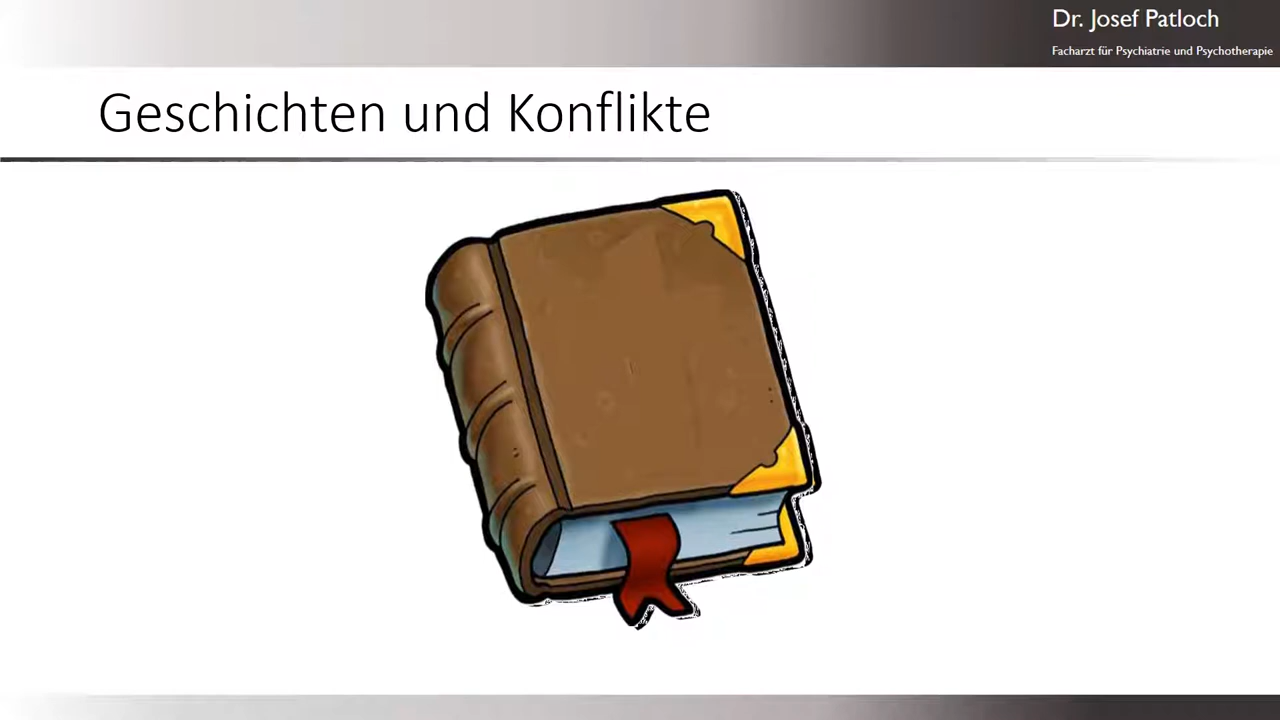 Dr. Josef Patloch
Facharzt für Psychiatrie und Psychotherapie
Geschichten und Konflikte